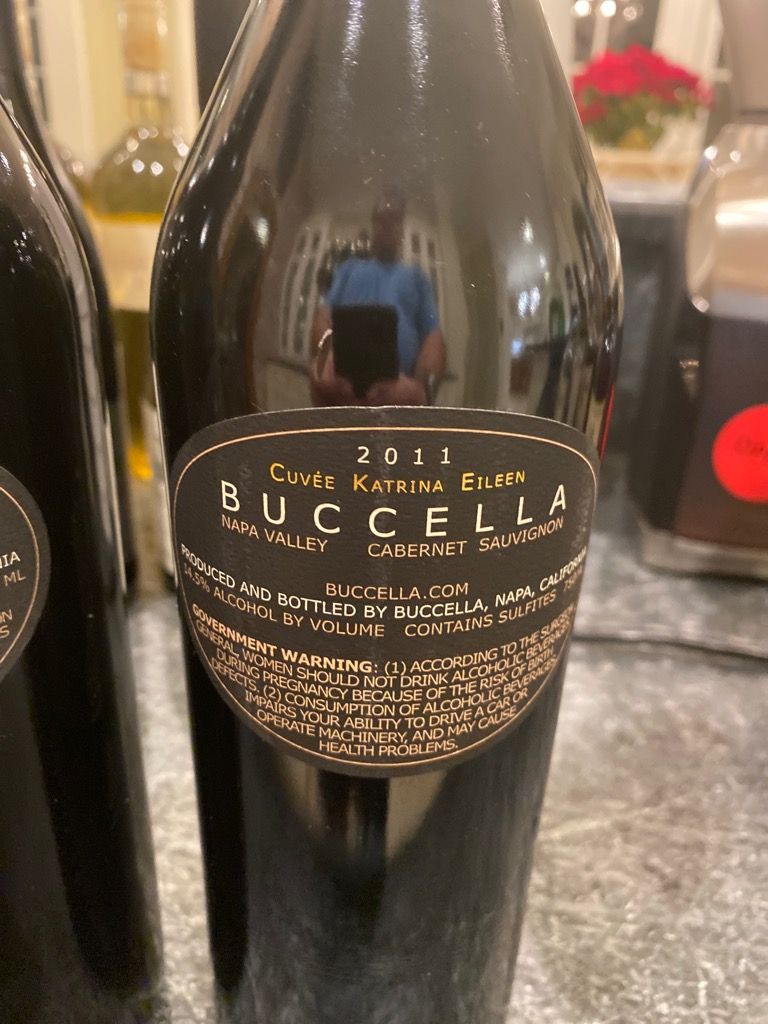 2011
CUVÉE KATRINA EILEEN
BUCCELLA
NAPA VALLEY CABERNET SAUVIGNON
BUCCELLA.COM
PRODUCED AND BOTTLED BY BUCCELLA, NAPA, CALIFORNIA
14.5% ALCOHOL BY VOLUME CONTAINS SULFITES
GOVERNMENT WARNING: (1) ACCORDING TO THE SURGEON
GENERAL, WOMEN SHOULD NOT DRINK ALCOHOLIC BEVERAGES
DURING PREGNANCY BECAUSE OF THE RISK OF BIRTH
DEFECTS. (2) CONSUMPTION OF ALCOHOLIC BEVERAGES
IMPAIRS YOUR ABILITY TO DRIVE A CAR OR
OPERATE MACHINERY, AND MAY CAUSE
HEALTH PROBLEMS.
ML